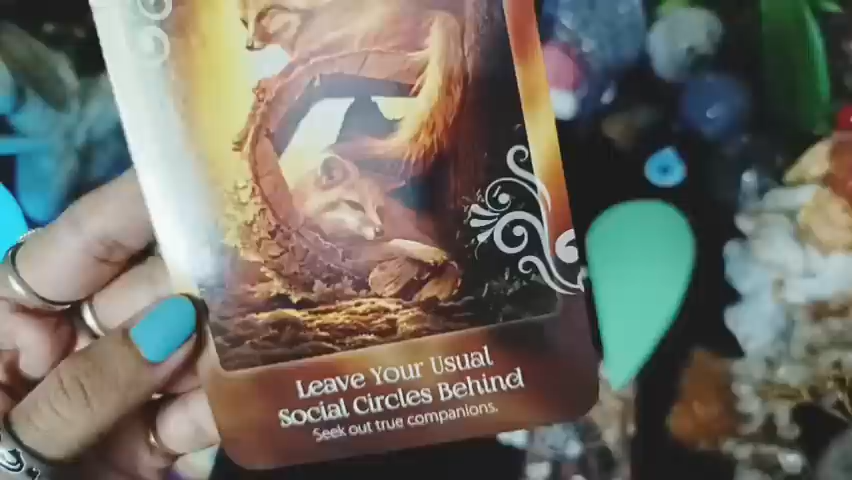 Leave Your Usual
Social Circles Behind
Seek out true companions.